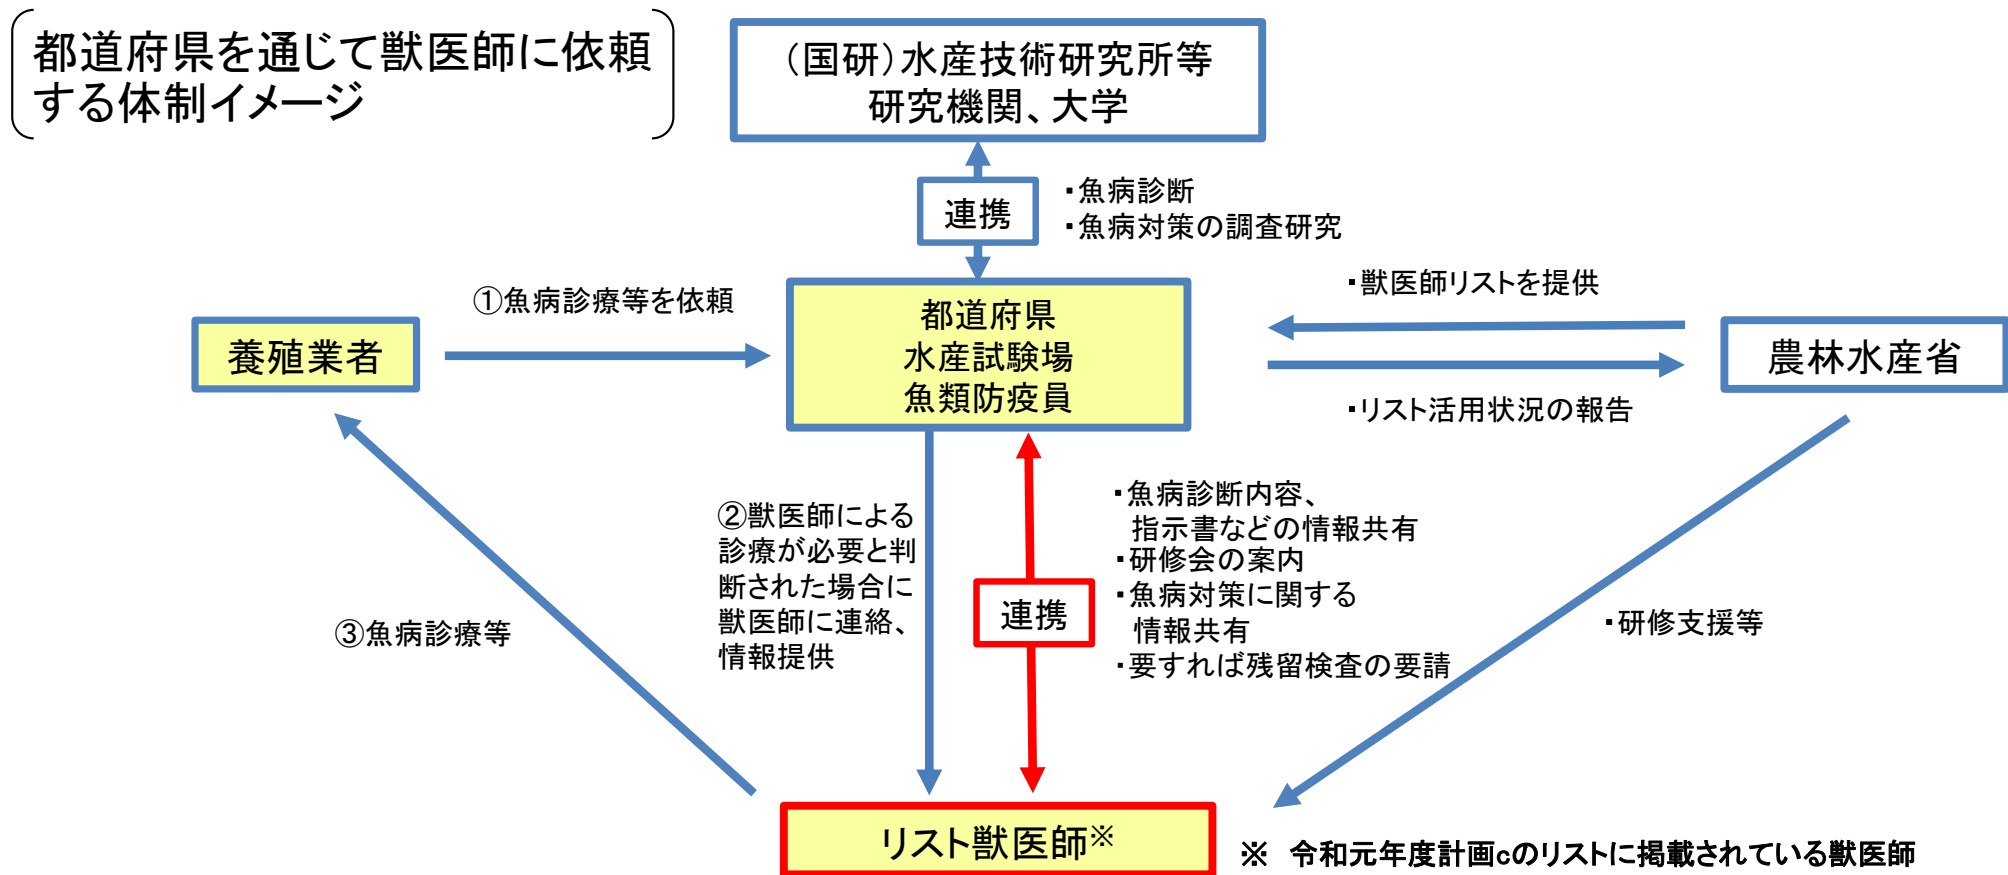 都道府県を通じて獣医師に依頼
する体制イメージ
（国研）水産技術研究所等
研究機関、大学
連携
・魚病診断
・魚病対策の調査研究
①魚病診療等を依頼
養殖業者
都道府県
水産試験場
魚類防疫員
・獣医師リストを提供
農林水産省
・リスト活用状況の報告
②獣医師による
診療が必要と判
断された場合に
獣医師に連絡、
情報提供
連携
・魚病診断内容、
指示書などの情報共有
・研修会の案内
・魚病対策に関する
情報共有
・要すれば残留検査の要請
③魚病診療等
・研修支援等
リスト獣医師※
※　令和元年度計画cのリストに掲載されている獣医師